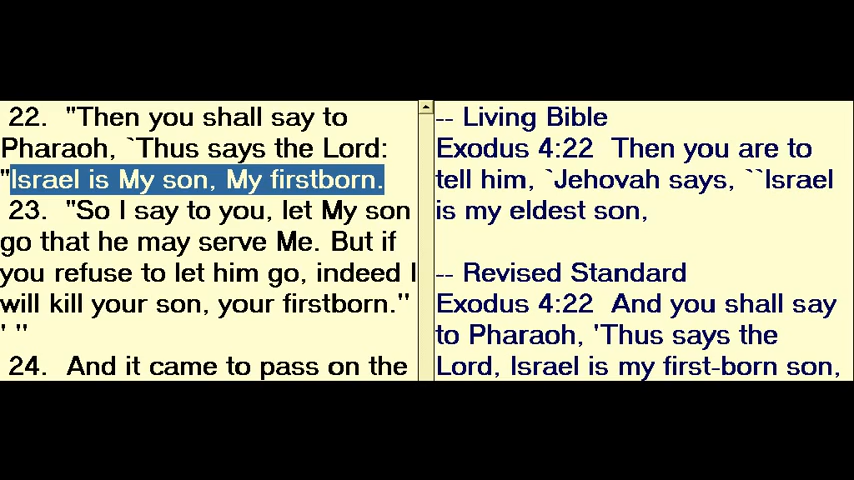 22.  "Then you shall say to
Pharaoh, `Thus says the Lord:
"Israel is My son, My firstborn.
23.  "So I say to you, let My son
go that he may serve Me. But if
you refuse to let him go, indeed I
will kill your son, your firstborn."
' "
24.  And it came to pass on the
-- Living Bible
Exodus 4:22  Then you are to
tell him, `Jehovah says, ``Israel
is my eldest son,
-- Revised Standard
Exodus 4:22  And you shall say
to Pharaoh, 'Thus says the
Lord, Israel is my first-born son,